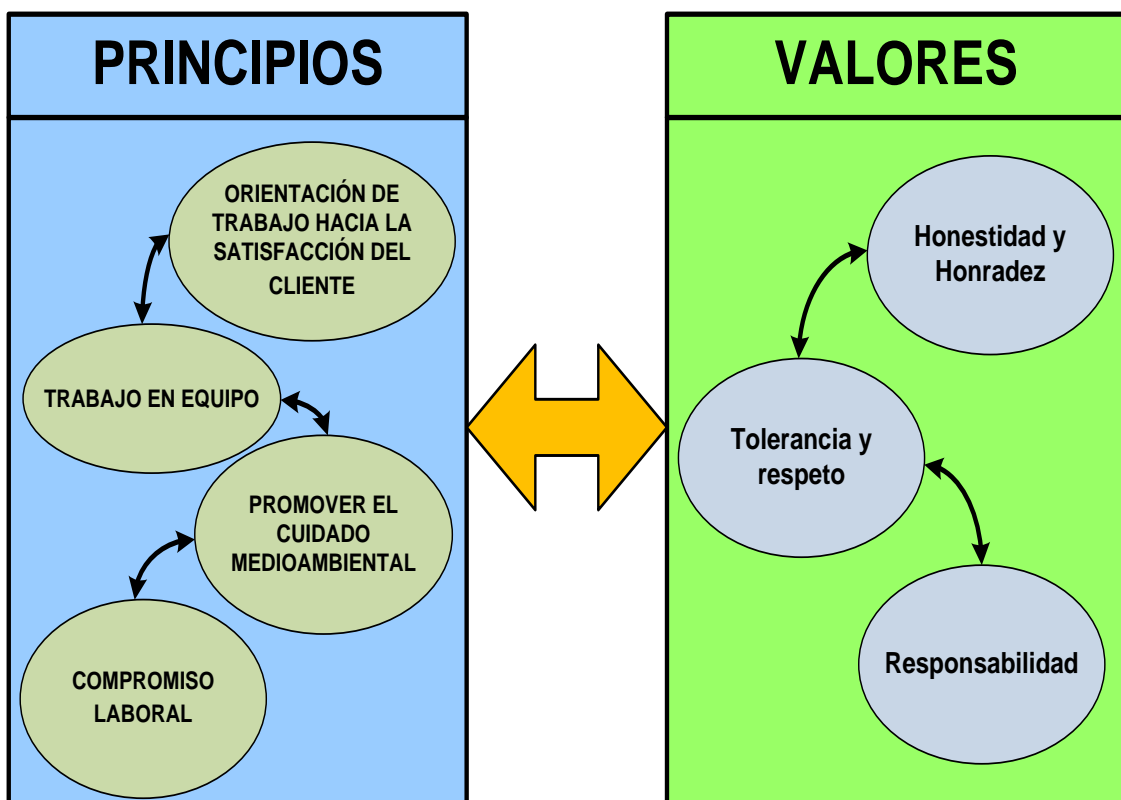 PRINCIPIOS
ORIENTACIÓN DE
TRABAJO HACIA LA
SATISFACCIÓN DEL
CLIENTE
TRABAJO EN EQUIPO
PROMOVER EL
CUIDADO
MEDIOAMBIENTAL
COMPROMISO
LABORAL
VALORES
Honestidad y
Honradez
Tolerancia y
respeto
Responsabilidad